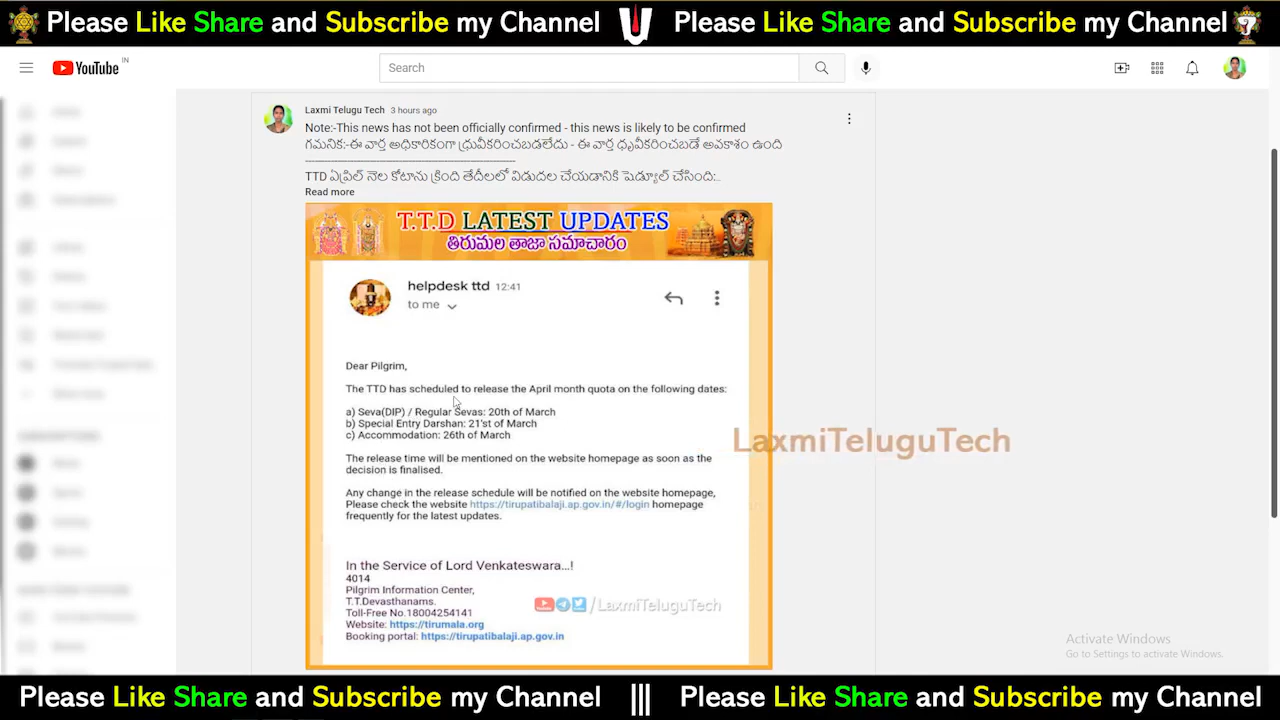 Please Like Share and Subscribe my Channel Please Like Share and Subscribe my Channel
YouTube IN
Search
Laxmi Telugu Tech 3 hours ago
Note:-This news has not been officially confirmed - this news is likely to be confirmed
గమనిక:-ఈ వార్త అధికారికంగా ధ్రువీకరించబడలేదు - ఈ వార్త ధృవీకరించబడే అవకాశం ఉంది
------------------------------------------------------------
TTD ఏప్రిల్ నెల కోటాను క్రింది తేదీలలో విడుదల చేయడానికి షెడ్యూల్ చేసింది:...
Read more
T.T.D LATEST UPDATES
తిరుమల తాజా సమాచారం
helpdesk ttd 12:41
to me
Dear Pilgrim,
The TTD has scheduled to release the April month quota on the following dates:
a) Seva(DIP) / Regular Sevas: 20th of March
b) Special Entry Darshan: 21'st of March
c) Accommodation: 26th of March
LaxmiTeluguTech
The release time will be mentioned on the website homepage as soon as the
decision is finalised.
Any change in the release schedule will be notified on the website homepage,
Please check the website https://tirupatibalaji.ap.gov.in/#/login homepage
frequently for the latest updates.
In the Service of Lord Venkateswara...!
4014
Pilgrim Information Center,
T.T.Devasthanams.
Toll-Free No.18004254141
/LaxmiTeluguTech
Website: https://tirumala.org
Booking portal: https://tirupatibalaji.ap.gov.in
Activate Windows
Go to Settings to activate Windows.
Please Like Share and Subscribe my Channel ||| Please Like Share and Subscribe my Channel